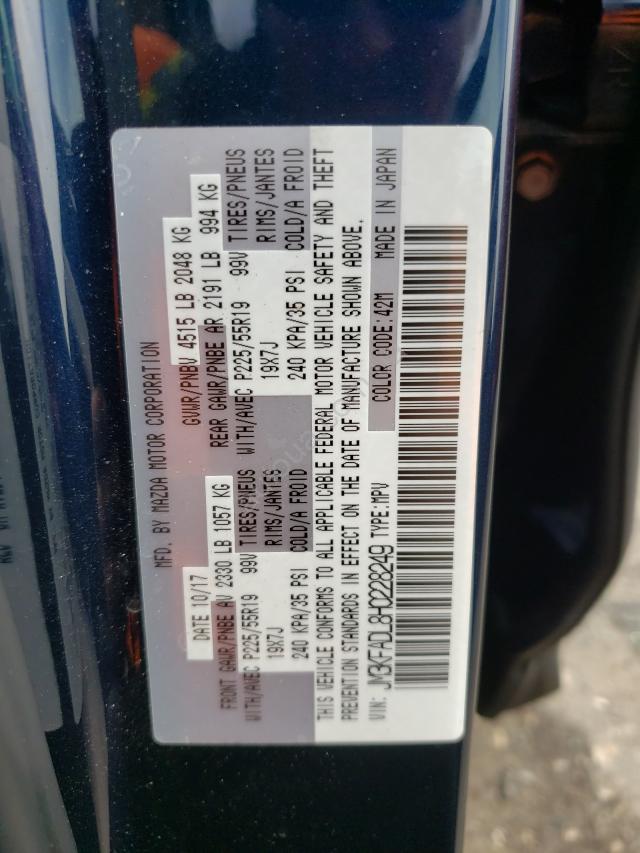 MFD. BY MAZDA MOTOR CORPORATION
DATE 10/17 GVWR/PNBV 4515 LB 2048 KG
FRONT GAWR/PNBE AV 2330 LB 1057 KG REAR GAWR/PNBE AR 2191 LB 994 KG
WITH/AVEC P225/55R19 99V TIRES/PNEUS WITH/AVEC P225/55R19 99V TIRES/PNEUS
19X7J RIMS/JANTES 19X7J RIMS/JANTES
240 KPA/35 PSI COLD/A FROID 240 KPA/35 PSI COLD/A FROID
THIS VEHICLE CONFORMS TO ALL APPLICABLE FEDERAL MOTOR VEHICLE SAFETY AND THEFT
PREVENTION STANDARDS IN EFFECT ON THE DATE OF MANUFACTURE SHOWN ABOVE.
VIN: JM3KFADL8H0228249 TYPE:MPV COLOR CODE:42M MADE IN JAPAN